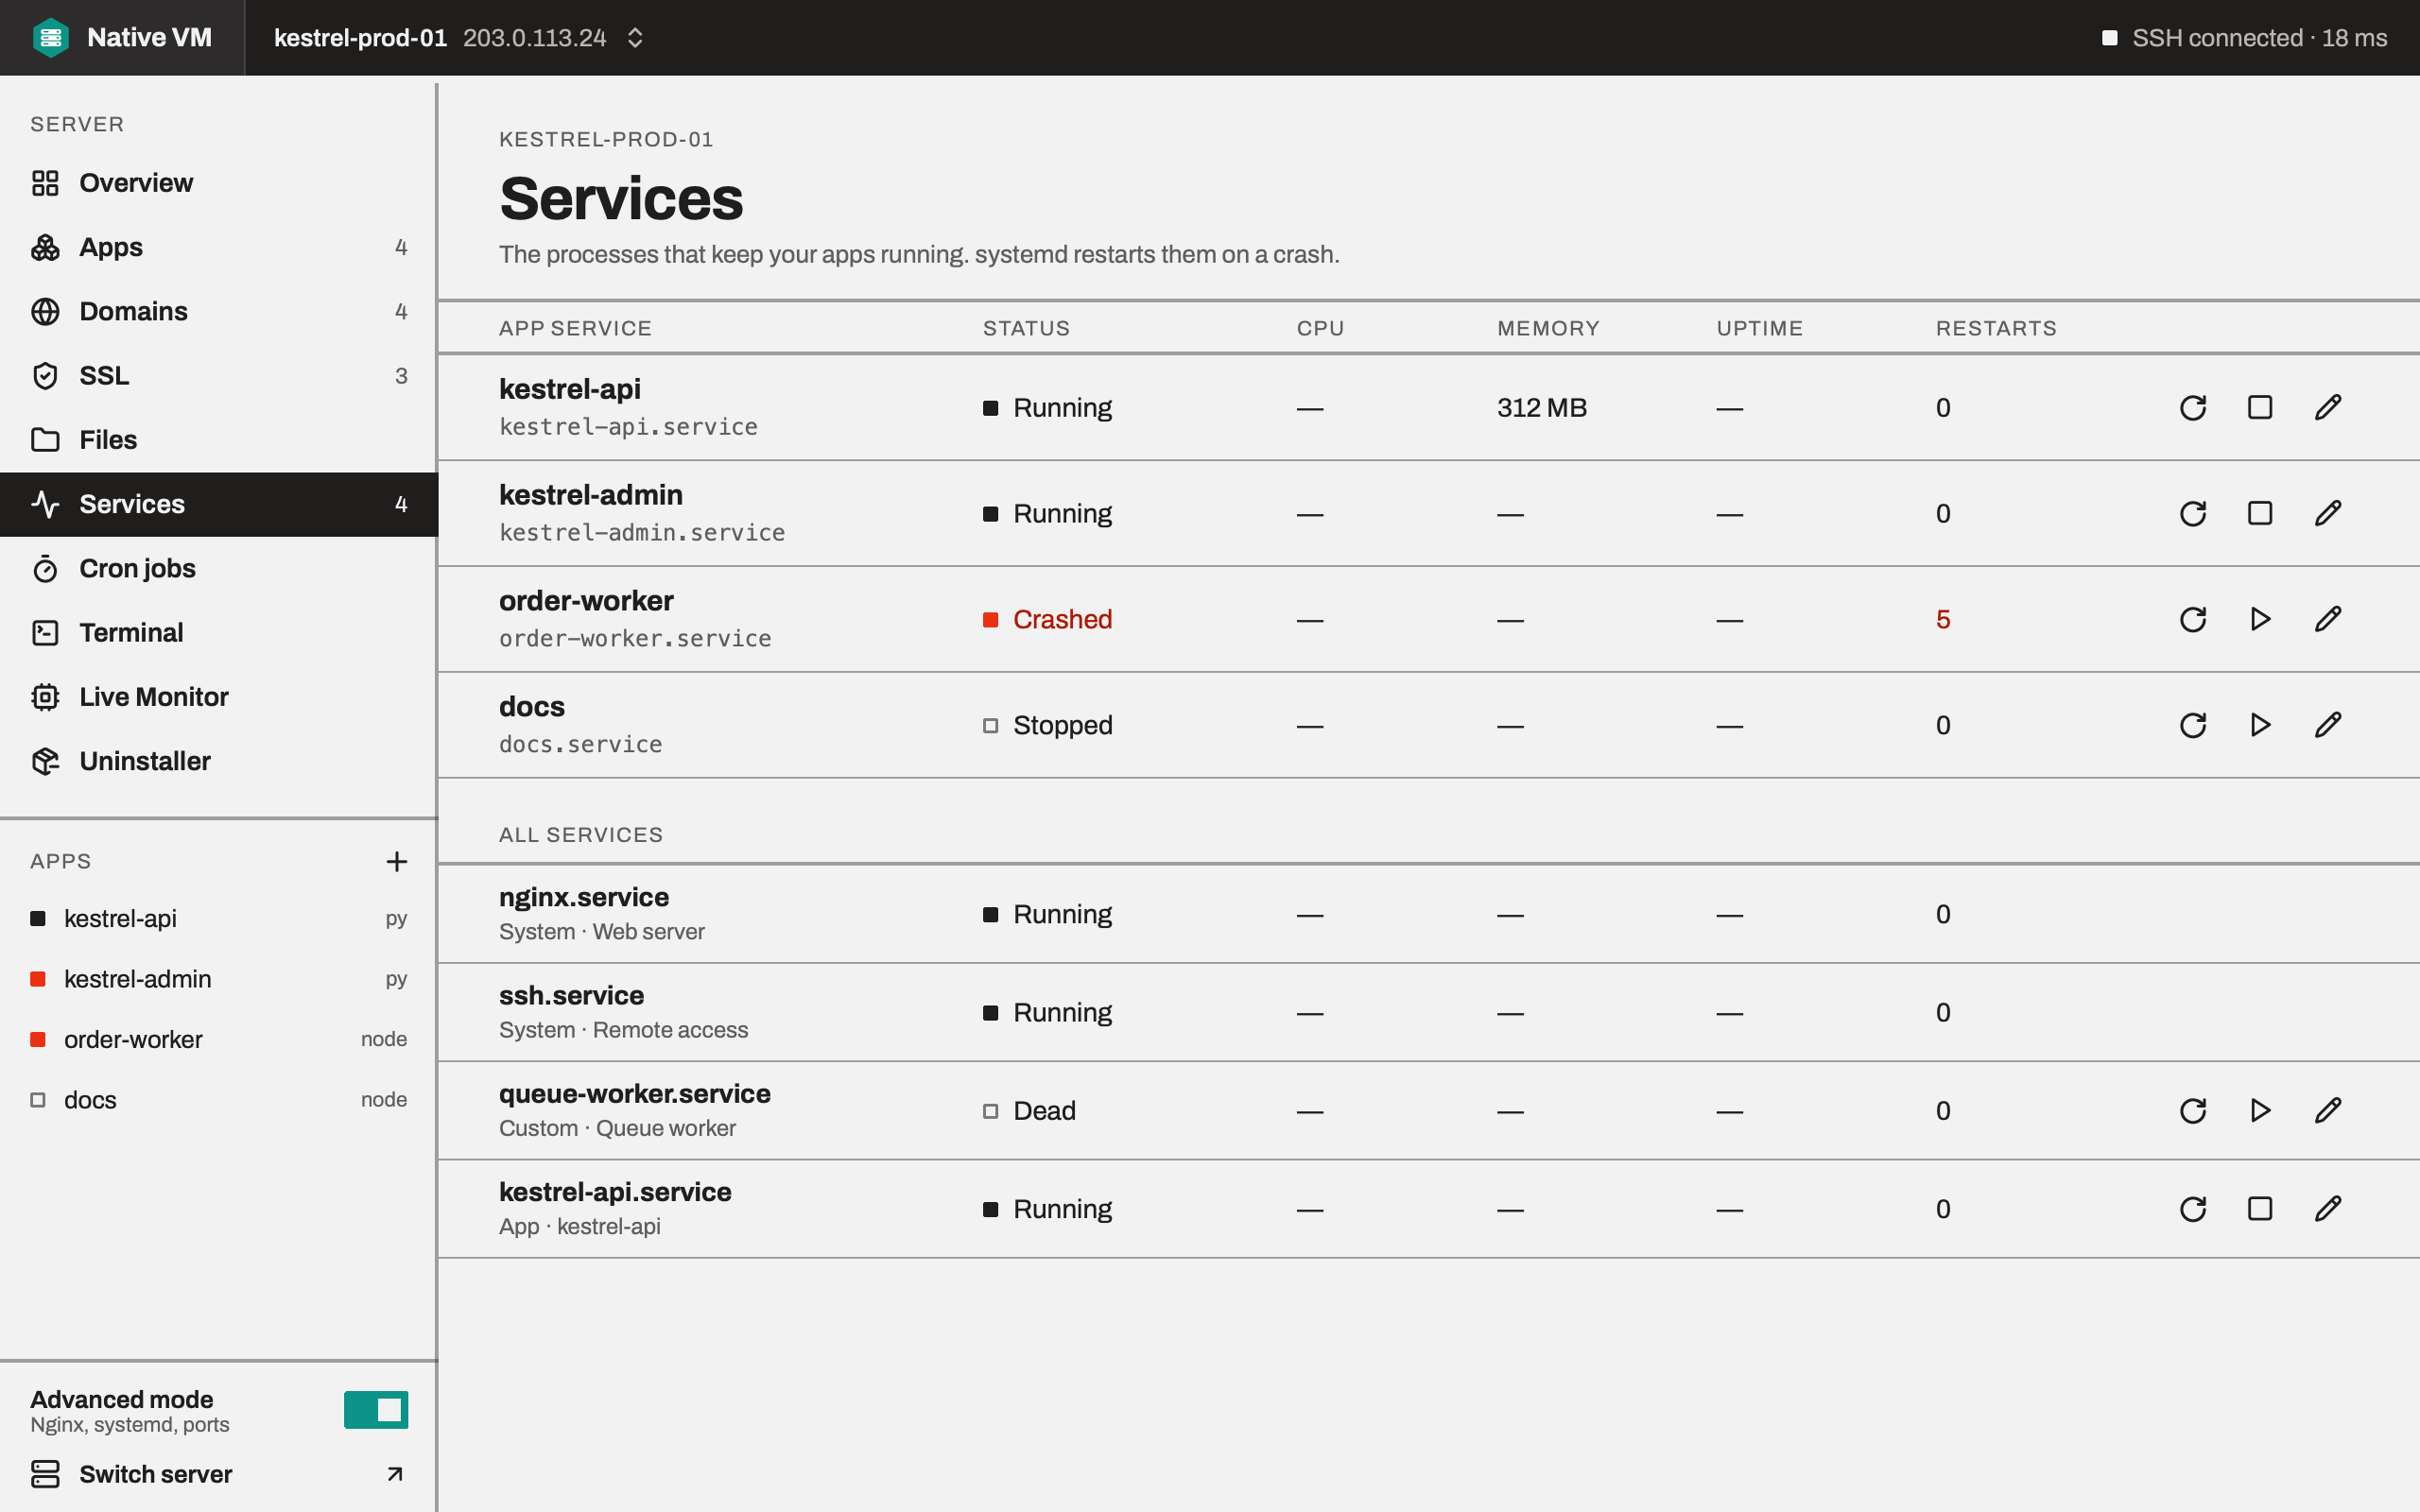 Native VM
kestrel-prod-01 203.0.113.24
SSH connected · 18 ms
SERVER
Overview
Apps 4
Domains 4
SSL 3
Files
Services 4
Cron jobs
Terminal
Live Monitor
Uninstaller
APPS
kestrel-api py
kestrel-admin py
order-worker node
docs node
Advanced mode
Nginx, systemd, ports
Switch server
KESTREL-PROD-01
Services
The processes that keep your apps running. systemd restarts them on a crash.
APP SERVICE STATUS CPU MEMORY UPTIME RESTARTS
kestrel-api
kestrel-api.service
Running — 312 MB — 0
kestrel-admin
kestrel-admin.service
Running — — — 0
order-worker
order-worker.service
Crashed — — — 5
docs
docs.service
Stopped — — — 0
ALL SERVICES
nginx.service
System · Web server
Running — — — 0
ssh.service
System · Remote access
Running — — — 0
queue-worker.service
Custom · Queue worker
Dead — — — 0
kestrel-api.service
App · kestrel-api
Running — — — 0